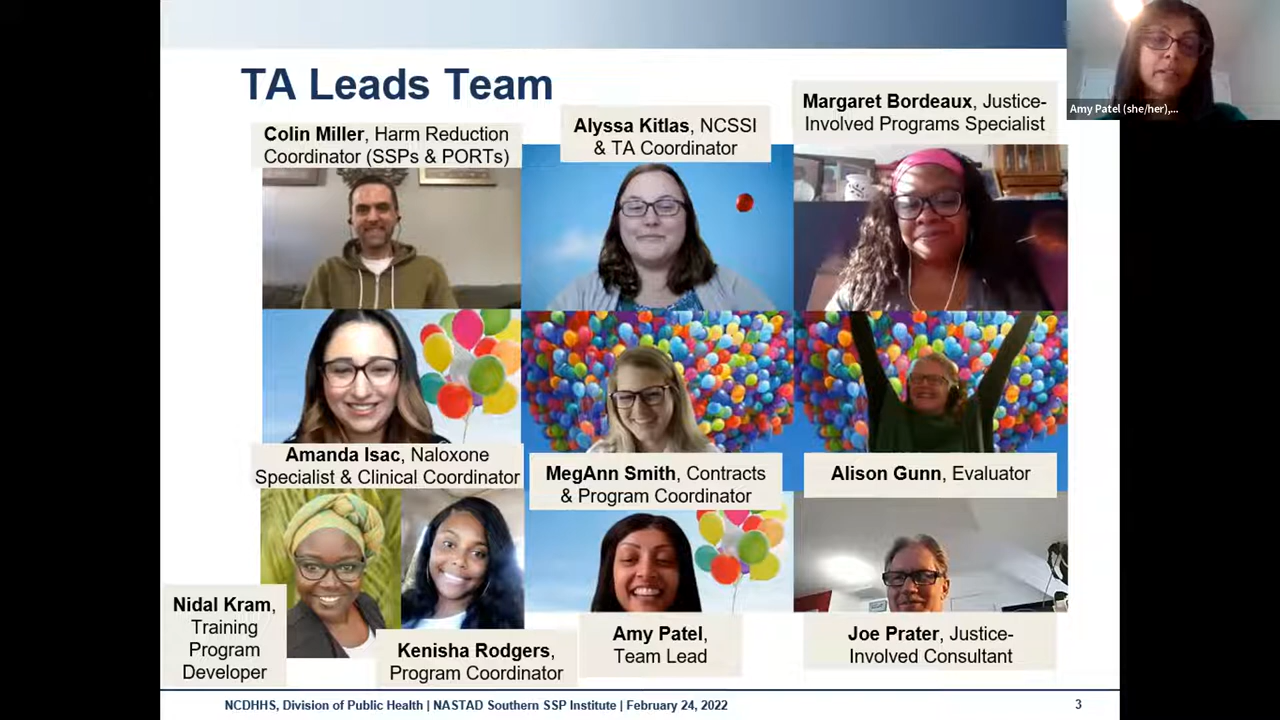 TA Leads Team
Colin Miller, Harm Reduction
Coordinator (SSPs & PORTs)
Alyssa Kitlas, NCSSI
& TA Coordinator
Margaret Bordeaux, Justice-
Involved Programs Specialist
Amy Patel (she/her),...
Amanda Isac, Naloxone
Specialist & Clinical Coordinator
MegAnn Smith, Contracts
& Program Coordinator
Alison Gunn, Evaluator
Nidal Kram,
Training
Program
Developer
Kenisha Rodgers,
Program Coordinator
Amy Patel,
Team Lead
Joe Prater, Justice-
Involved Consultant
NCDHHS, Division of Public Health | NASTAD Southern SSP Institute | February 24, 2022
3